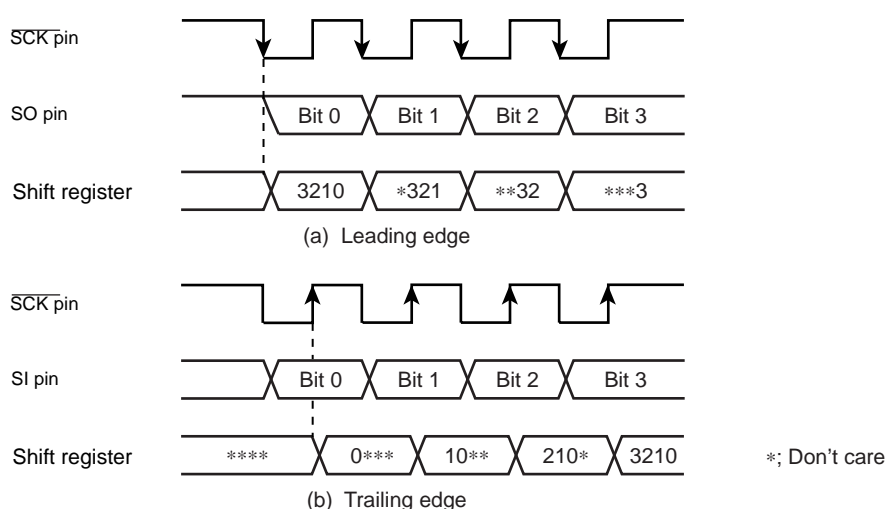 SCK pin
SO pin
Bit 0 Bit 1 Bit 2 Bit 3
Shift register
3210 *321 **32 ***3
(a) Leading edge
SCK pin
SI pin
Bit 0 Bit 1 Bit 2 Bit 3
Shift register
**** 0*** 10** 210* 3210
*; Don't care
(b) Trailing edge